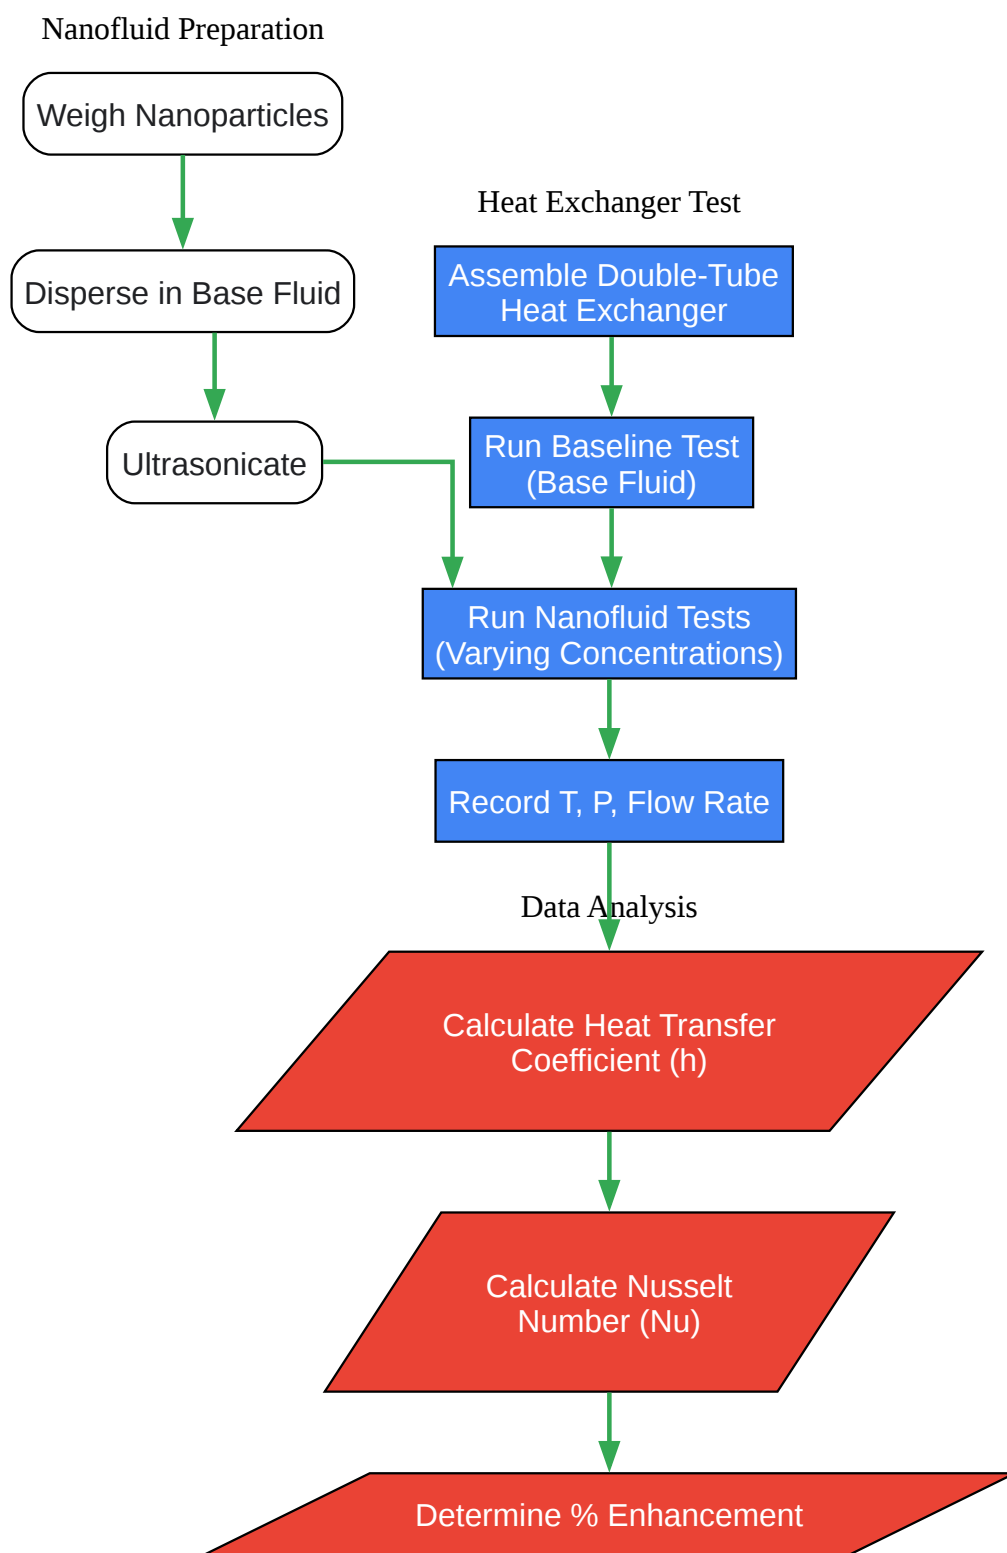 Nanofluid Preparation
Weigh Nanoparticles
Disperse in Base Fluid
Ultrasonicate
Heat Exchanger Test
Assemble Double-Tube
Heat Exchanger
Run Baseline Test
(Base Fluid)
Run Nanofluid Tests
(Varying Concentrations)
Record T, P, Flow Rate
Data Analysis
Calculate Heat Transfer
Coefficient (h)
Calculate Nusselt
Number (Nu)
Determine % Enhancement